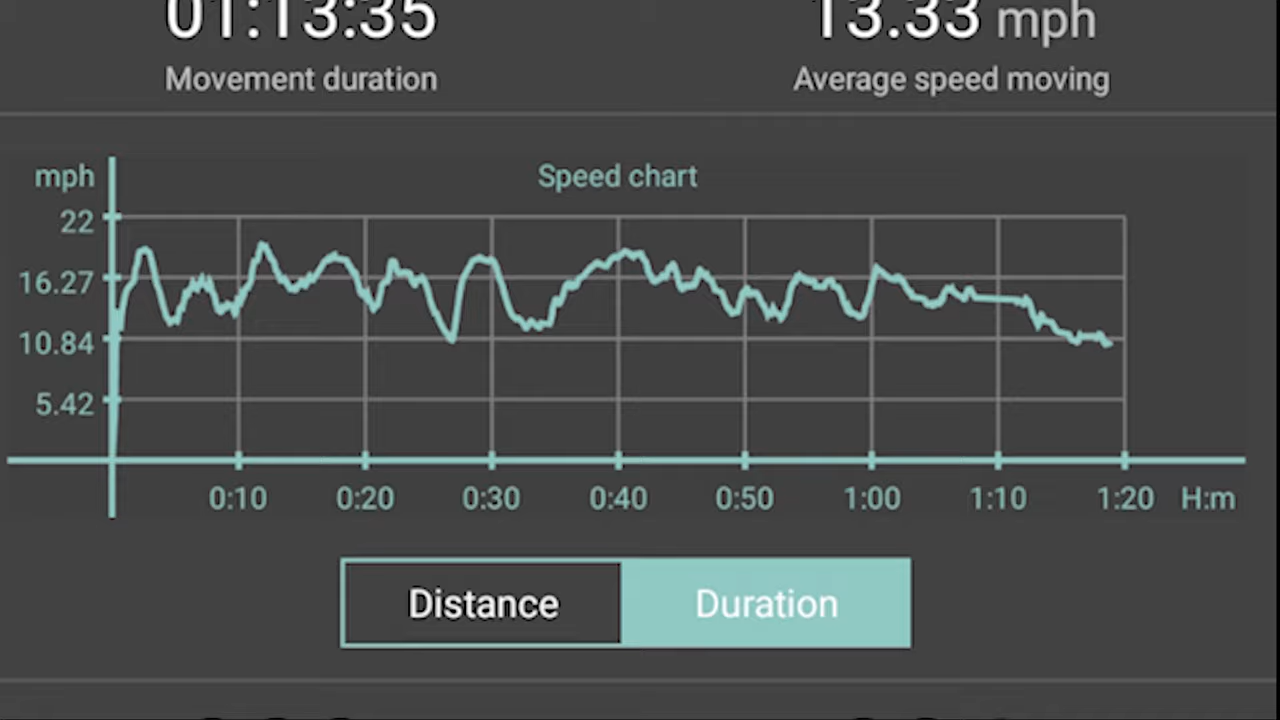 01:13:35 13.33 mph
Movement duration Average speed moving
mph Speed chart
22
16.27
10.84
5.42
0:10 0:20 0:30 0:40 0:50 1:00 1:10 1:20 H:m
Distance Duration